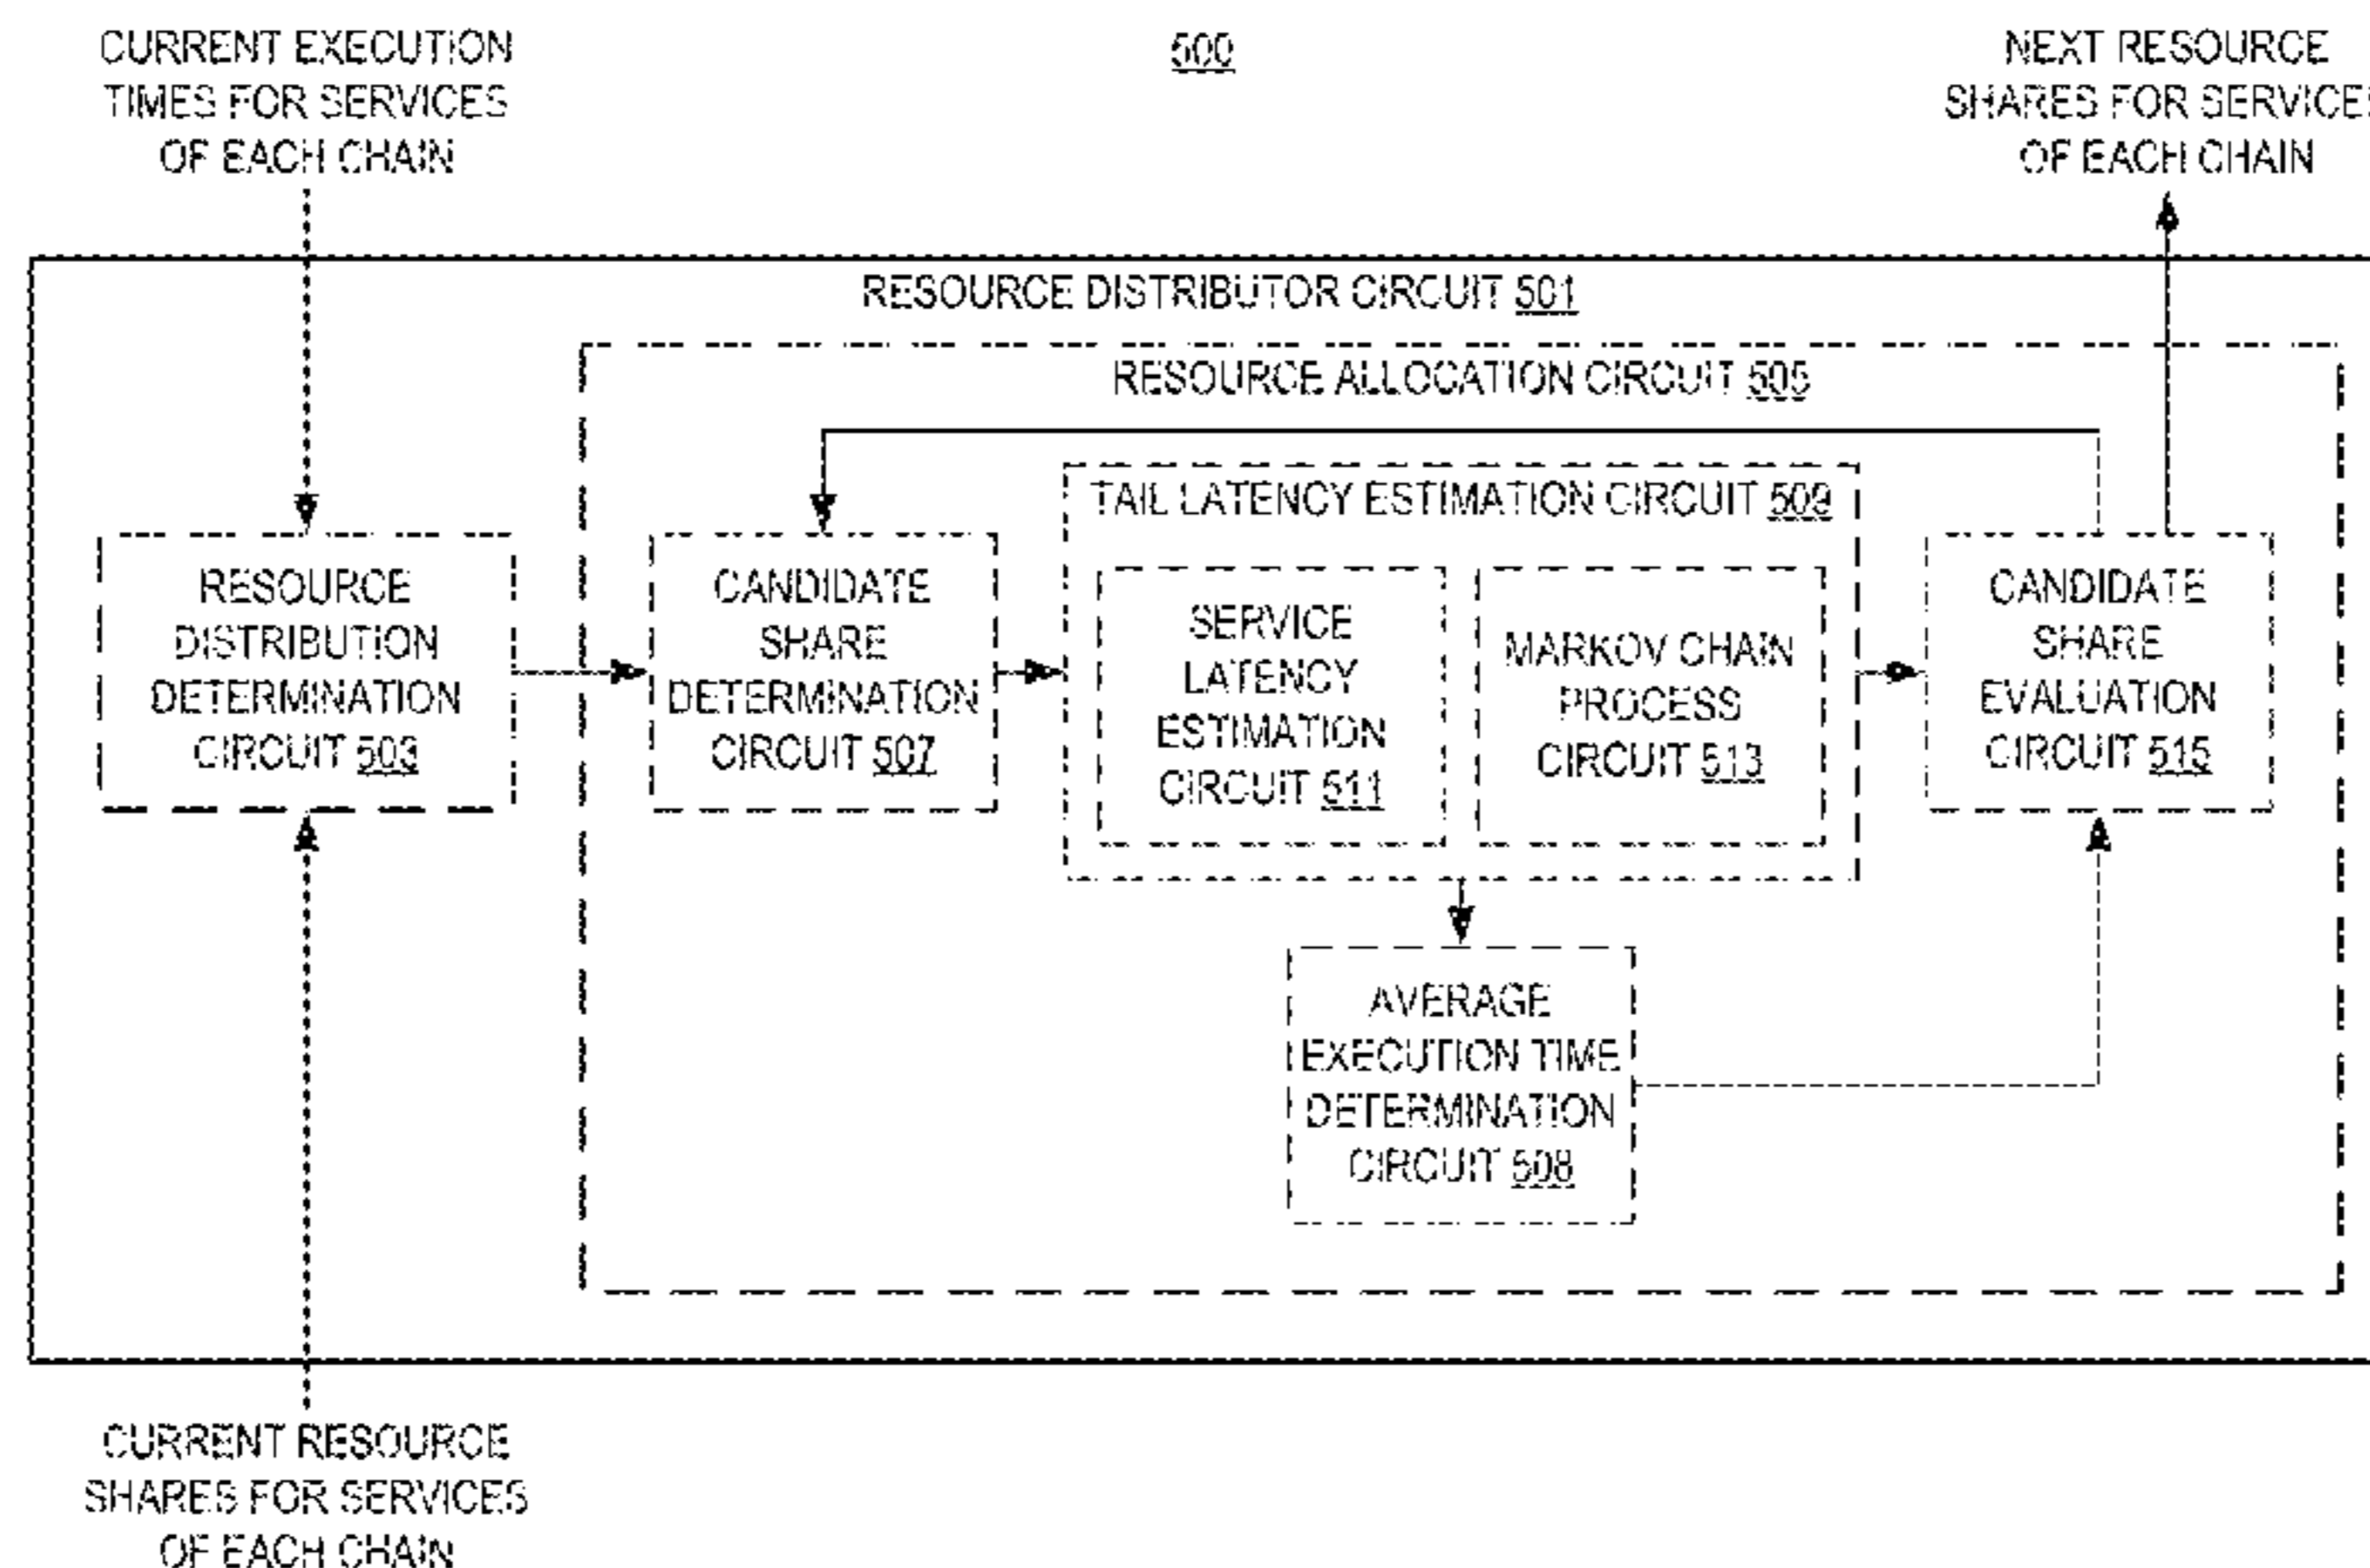 CURRENT EXECUTION
TIMES FOR SERVICES
OF EACH CHAIN
500
NEXT RESOURCE
SHARES FOR SERVICES
OF EACH CHAIN
RESOURCE DISTRIBUTOR CIRCUIT 501
RESOURCE ALLOCATION CIRCUIT 505
TAIL LATENCY ESTIMATION CIRCUIT 509
RESOURCE
DISTRIBUTION
DETERMINATION
CIRCUIT 503
CANDIDATE
SHARE
DETERMINATION
CIRCUIT 507
SERVICE
LATENCY
ESTIMATION
CIRCUIT 511
MARKOV CHAIN
PROCESS
CIRCUIT 513
CANDIDATE
SHARE
EVALUATION
CIRCUIT 515
AVERAGE
EXECUTION TIME
DETERMINATION
CIRCUIT 508
CURRENT RESOURCE
SHARES FOR SERVICES
OF EACH CHAIN